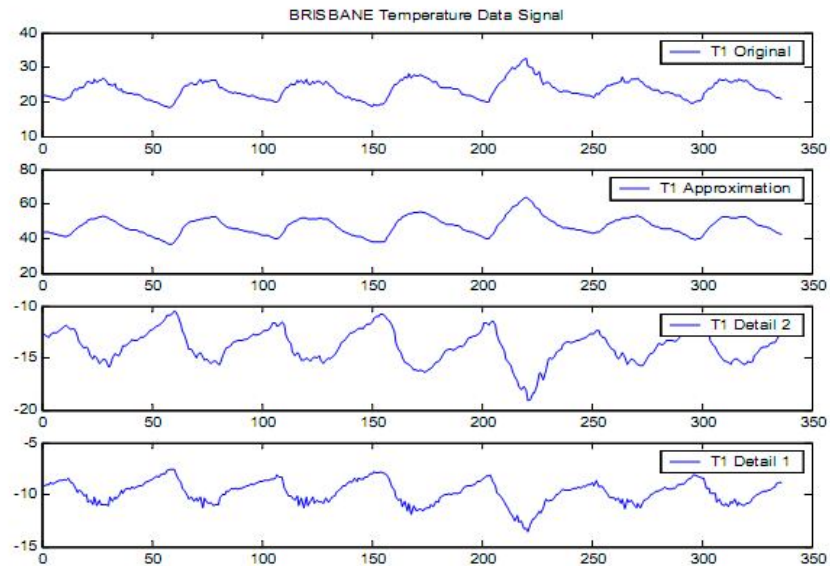 BRISBANE Temperature Data Signal
40
30
20
10
T1 Original
0 50 100 150 200 250 300 350
80
60
40
20
T1 Approximation
0 50 100 150 200 250 300 350
-10
-15
-20
T1 Detail 2
0 50 100 150 200 250 300 350
-5
-10
-15
T1 Detail 1
0 50 100 150 200 250 300 350